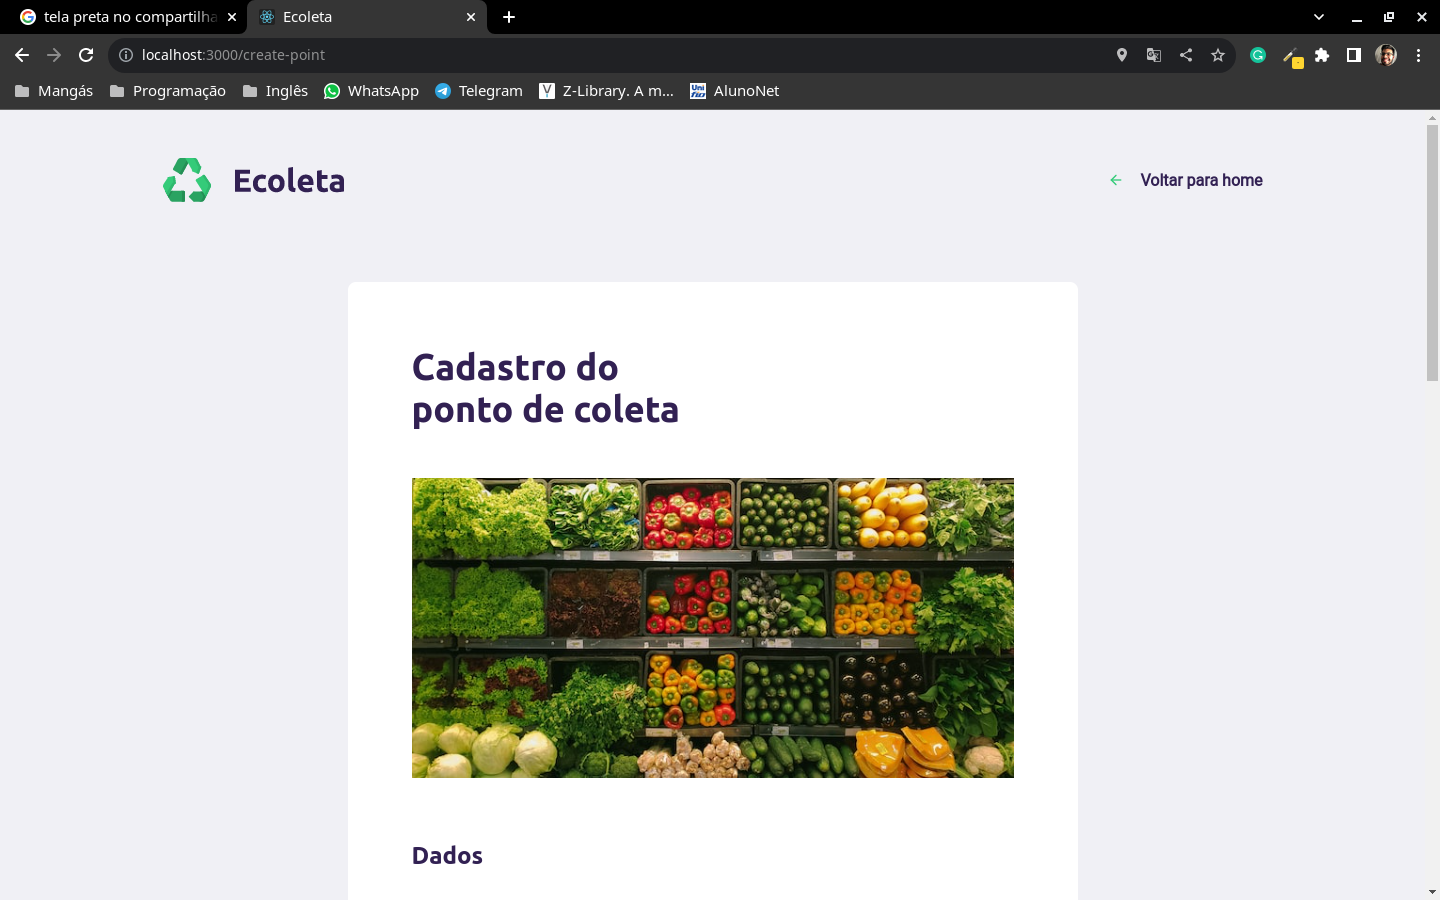 tela preta no compartilha
Ecoleta
localhost:3000/create-point
Mangás
Programação
Inglês
WhatsApp
Telegram
Z-Library. A m...
AlunoNet
Ecoleta
Voltar para home
Cadastro do
ponto de coleta
Dados